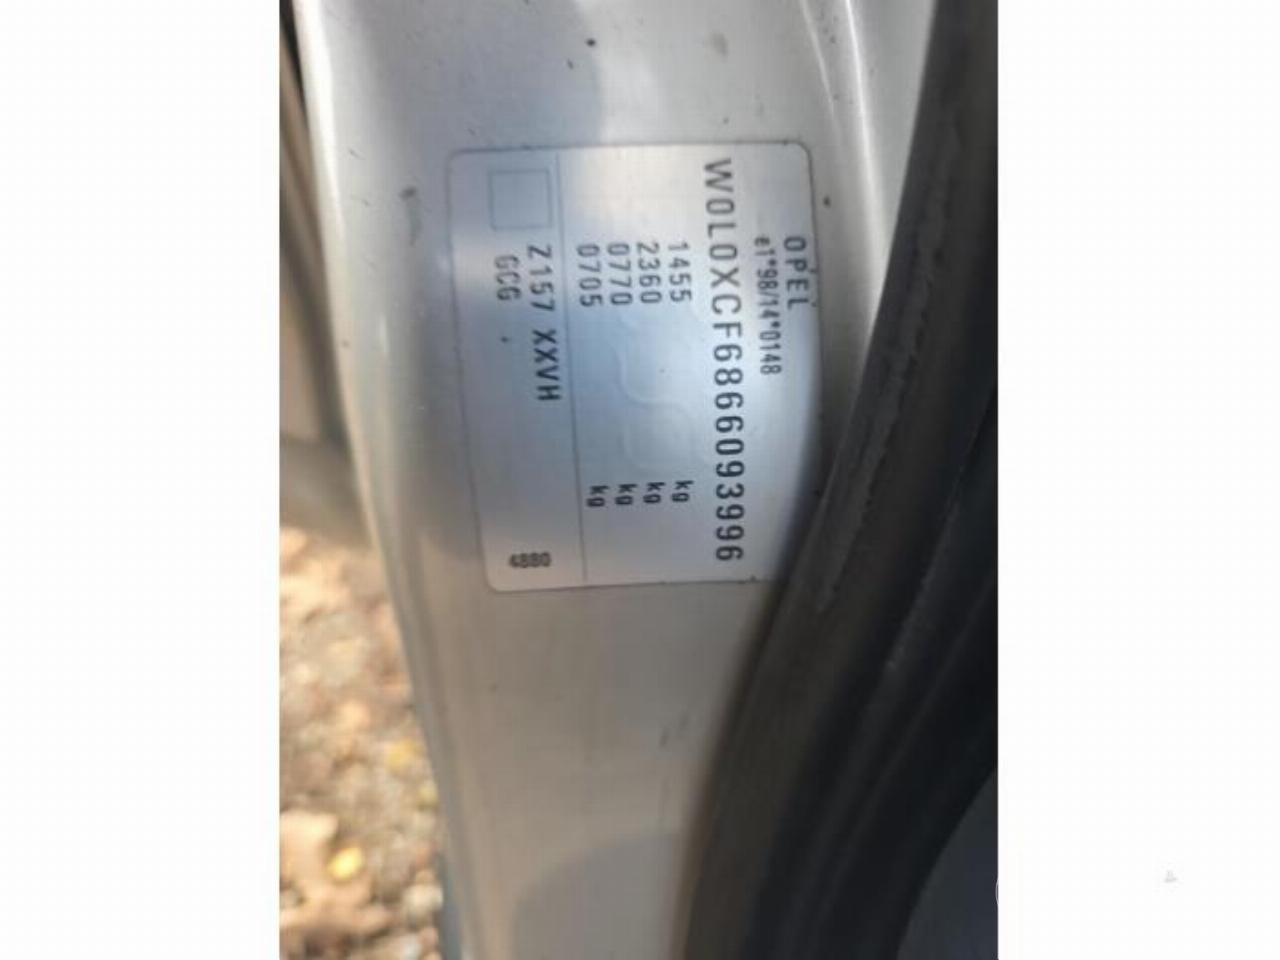 OPEL
e1*98/14*0148
W0L0XCF6866093996
1455 kg
2360 kg
0770 kg
0705 kg
Z157 XXVH
GCG
4880